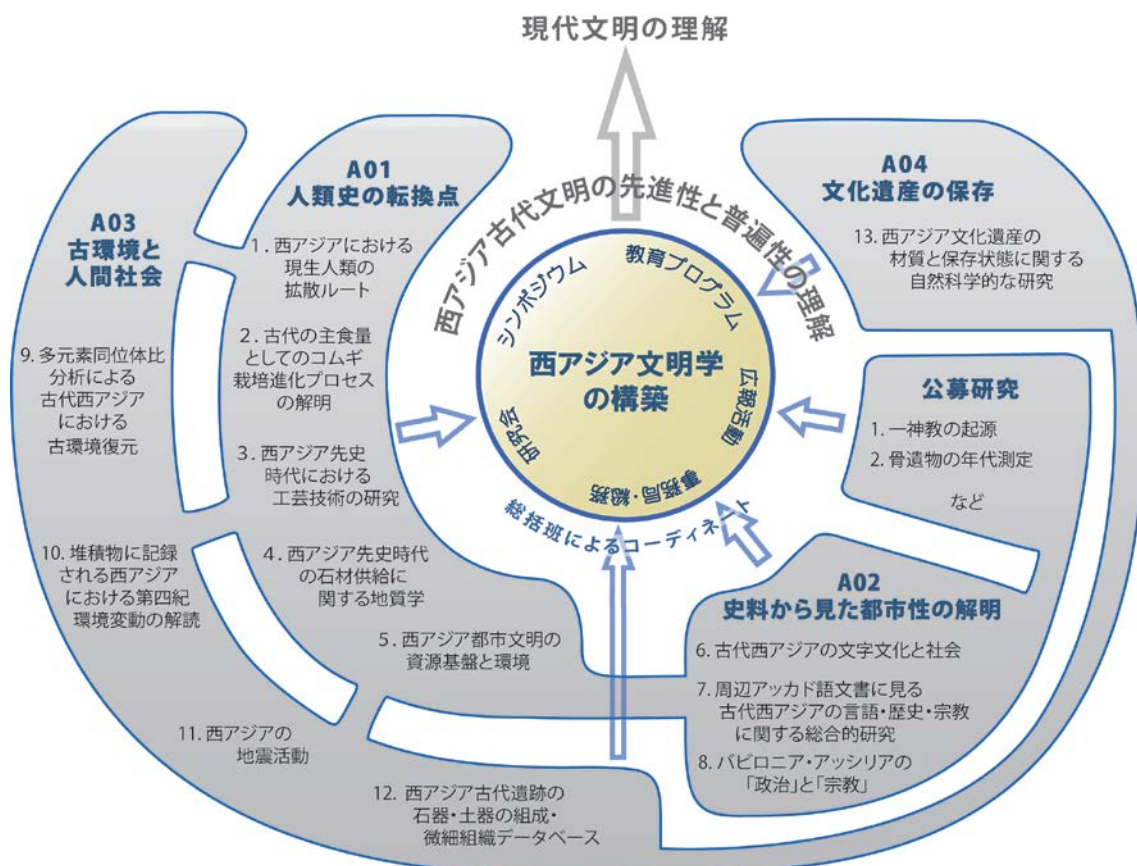 現代文明の理解
西アジア古代文明の先進性と普遍性の理解
A01
人類史の転換点
1. 西アジアにおける
現生人類の
拡散ルート
2. 古代の主食量
としてのコムギ
栽培進化プロセス
の解明
3. 西アジア先史
時代における
工芸技術の研究
4. 西アジア先史時代
の石材供給に
関する地質学
5. 西アジア都市文明の
資源基盤と環境
A03
古環境と
人間社会
9. 多元素同位体比
分析による
古代西アジア
における
古環境復元
10. 堆積物に記録
される西アジア
における第四紀
環境変動の解読
11. 西アジアの
地震活動
12. 西アジア古代遺跡の
石器・土器の組成・
微細組織データベース
シンポジウム
教育プログラム
西アジア文明学
の構築
広報活動
研究会
事務局・総務
総括班によるコーディネント
A04
文化遺産の保存
13. 西アジア文化遺産の
材質と保存状態に関する
自然科学的な研究
公募研究
1. 一神教の起源
2. 骨遺物の年代測定
など
A02
史料から見た都市性の解明
6. 古代西アジアの文字文化と社会
7. 周辺アッカド語文書に見る
古代西アジアの言語・歴史・宗教
に関する総合的研究
8. バビロニア・アッシリアの
「政治」と「宗教」